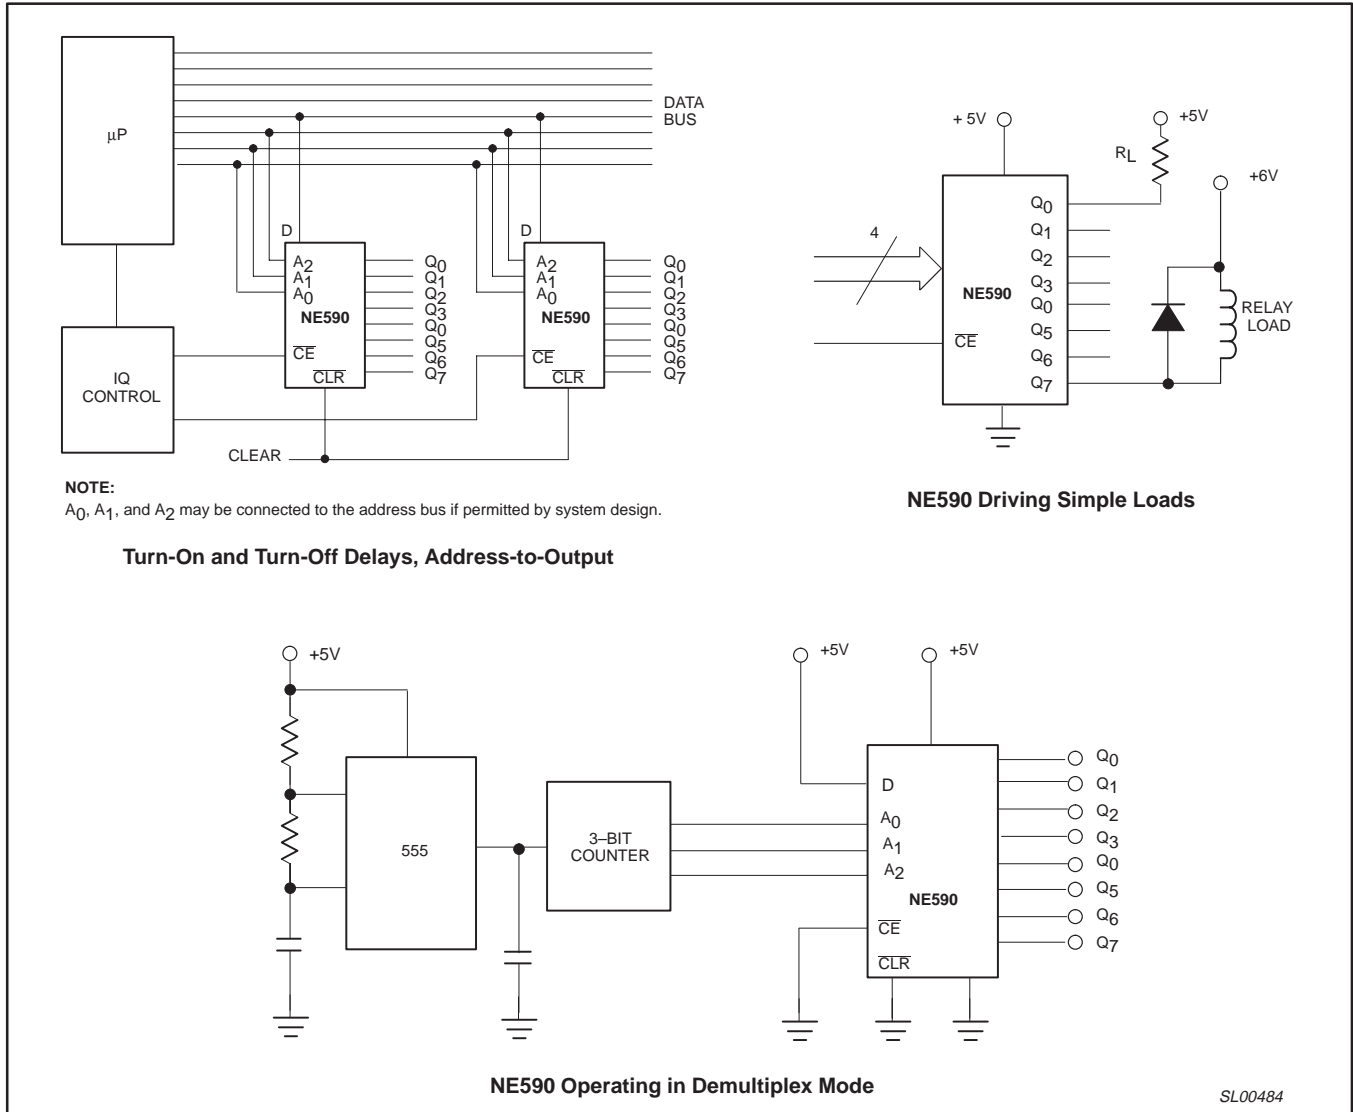 μP
DATA
BUS
D
A2
A1
A0
NE590
CE
CLR
Q0
Q1
Q2
Q3
Q0
Q5
Q6
Q7
D
A2
A1
A0
NE590
CE
CLR
Q0
Q1
Q2
Q3
Q0
Q5
Q6
Q7
IQ
CONTROL
CLEAR
NOTE:
A0, A1, and A2 may be connected to the address bus if permitted by system design.
Turn-On and Turn-Off Delays, Address-to-Output
+ 5V
+5V
RL
+6V
4
NE590
CE
Q0
Q1
Q2
Q3
Q0
Q5
Q6
Q7
RELAY
LOAD
NE590 Driving Simple Loads
+5V
555
3–BIT
COUNTER
+5V
+5V
D
A0
A1
A2
NE590
CE
CLR
Q0
Q1
Q2
Q3
Q0
Q5
Q6
Q7
NE590 Operating in Demultiplex Mode
SL00484